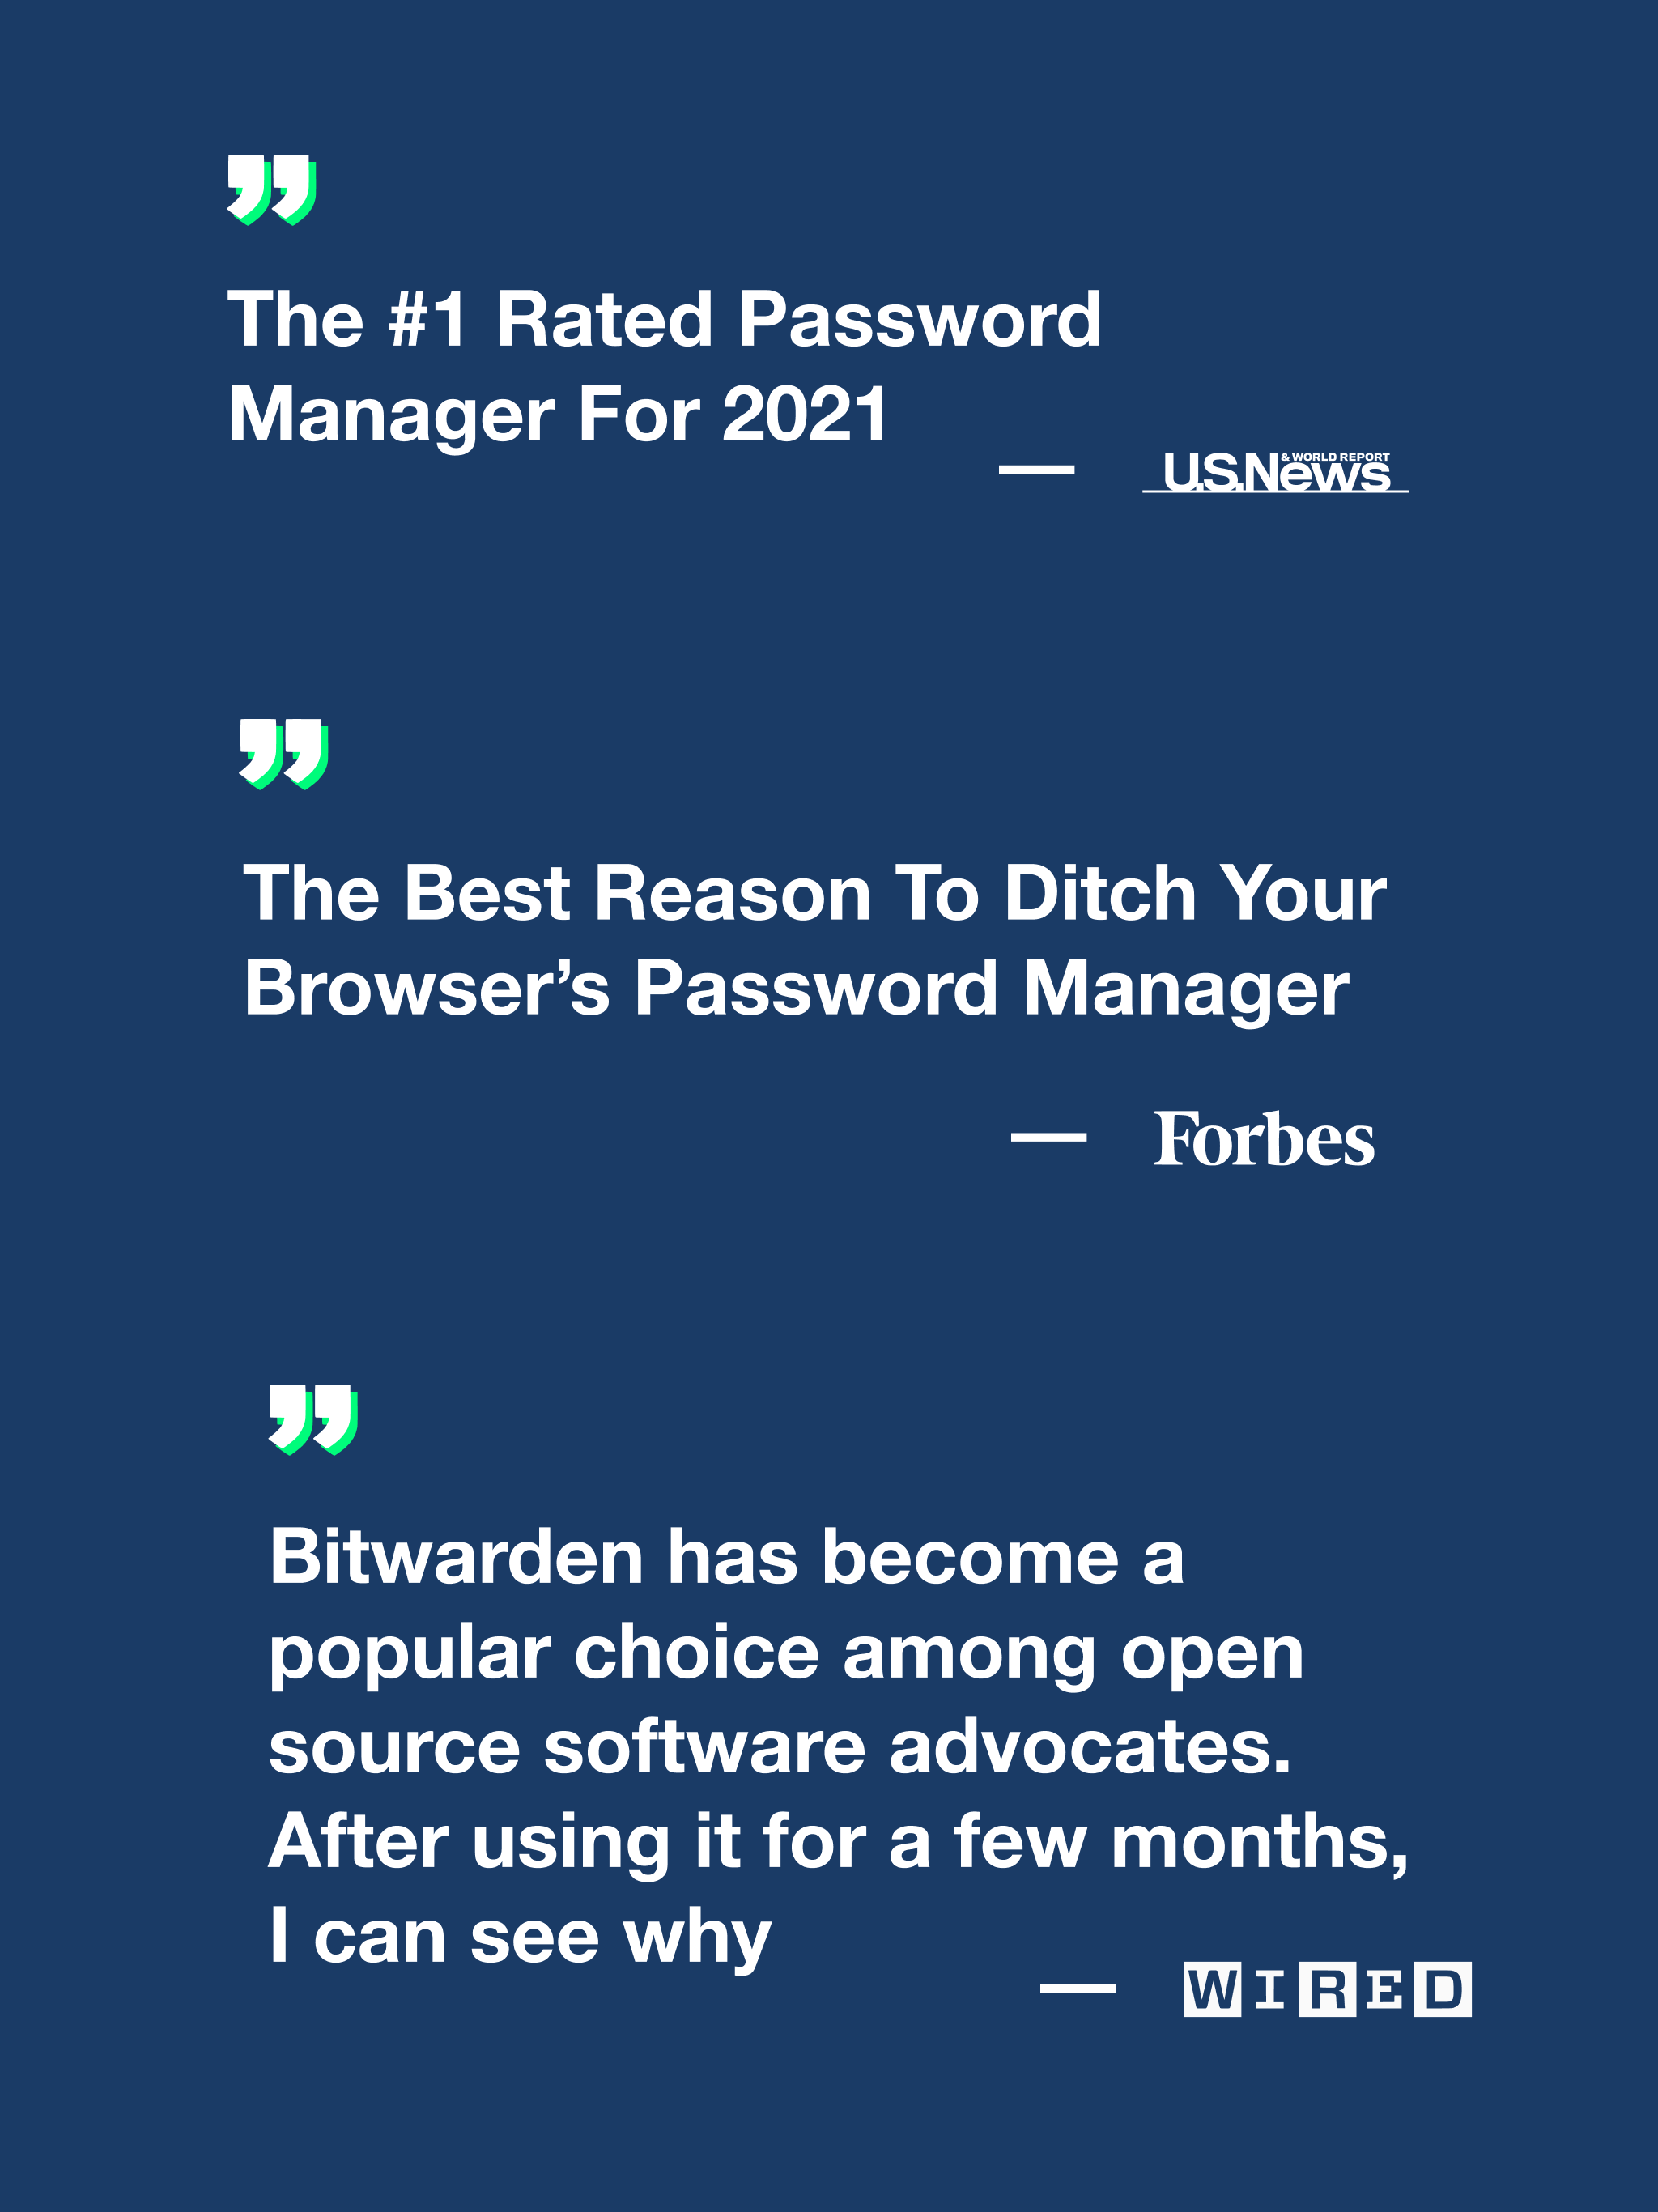 ”
The #1 Rated Password
Manager For 2021
— U.S.News & WORLD REPORT
”
The Best Reason To Ditch Your
Browser’s Password Manager
— Forbes
”
Bitwarden has become a
popular choice among open
source software advocates.
After using it for a few months,
I can see why
— WIRED